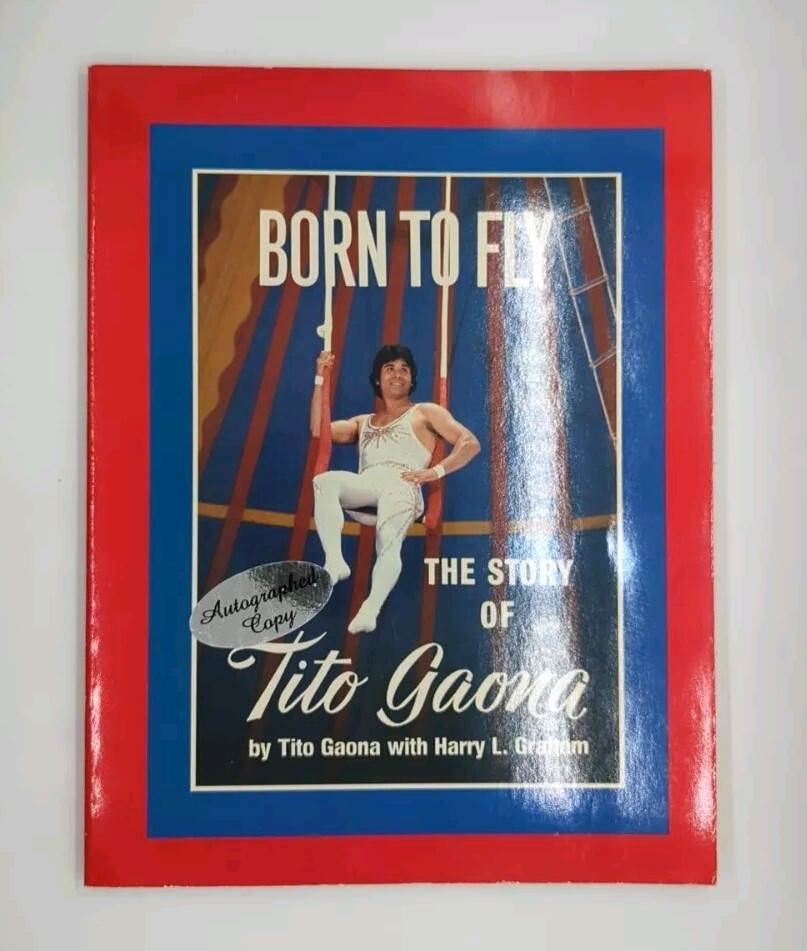 BORN TO FLY
Autographed
Copy
THE STORY
OF
Tito Gaona
by Tito Gaona with Harry L. Graham